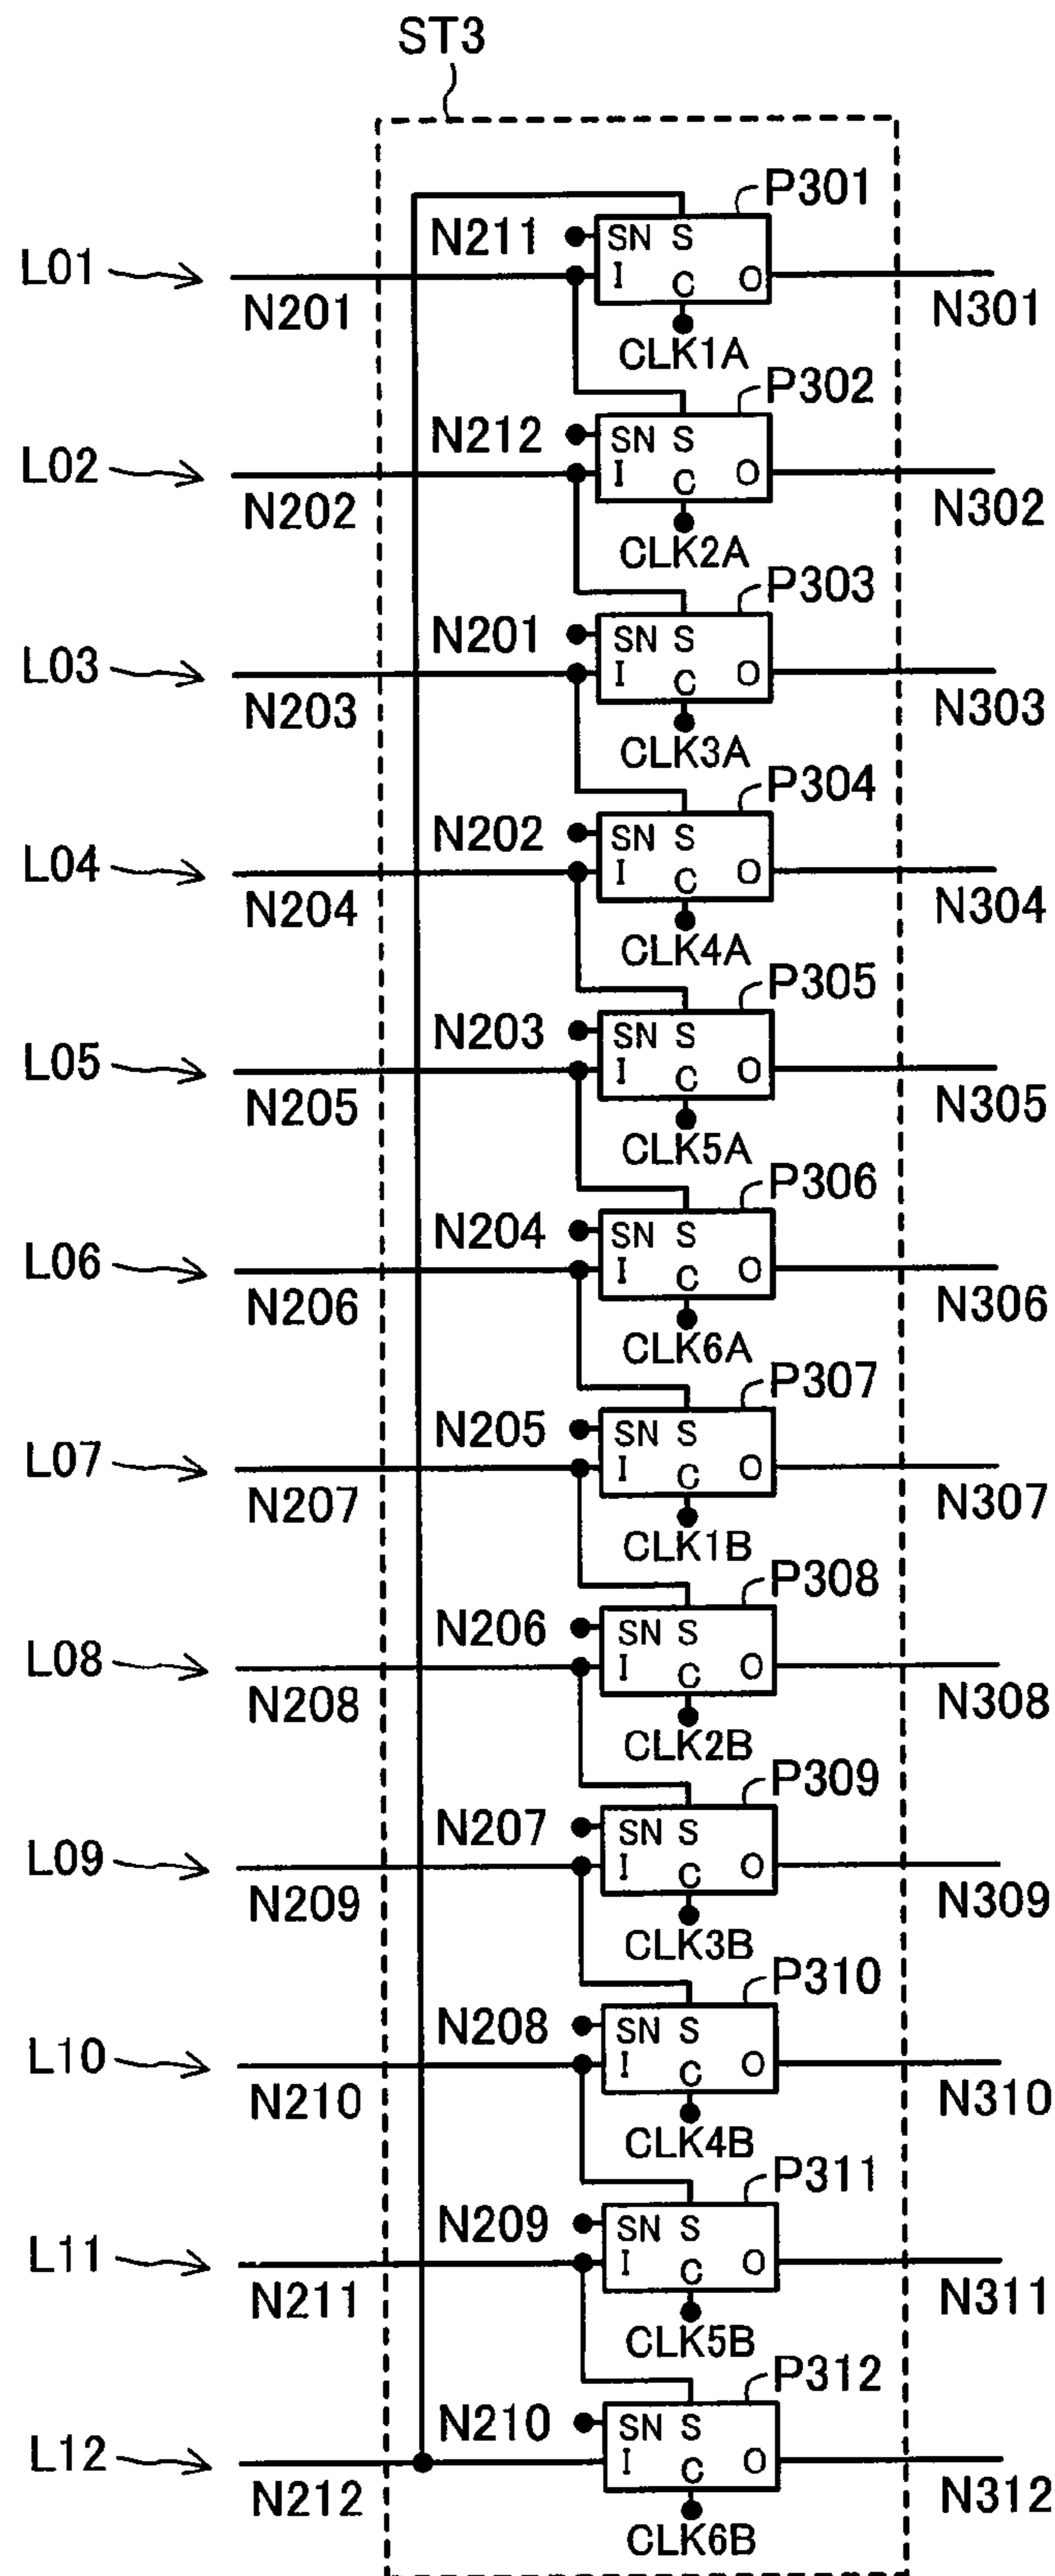 ST3
P301
N211 SN S
L01 I C O
N201 N301
CLK1A
P302
N212 SN S
L02 I C O
N202 N302
CLK2A
P303
N201 SN S
L03 I C O
N203 N303
CLK3A
P304
N202 SN S
L04 I C O
N204 N304
CLK4A
P305
N203 SN S
L05 I C O
N205 N305
CLK5A
P306
N204 SN S
L06 I C O
N206 N306
CLK6A
P307
N205 SN S
L07 I C O
N207 N307
CLK1B
P308
N206 SN S
L08 I C O
N208 N308
CLK2B
P309
N207 SN S
L09 I C O
N209 N309
CLK3B
P310
N208 SN S
L10 I C O
N210 N310
CLK4B
P311
N209 SN S
L11 I C O
N211 N311
CLK5B
P312
N210 SN S
L12 I C O
N212 N312
CLK6B